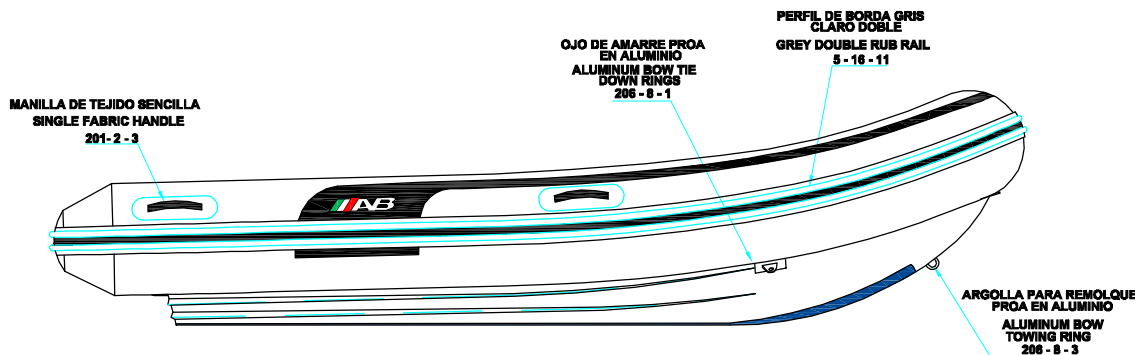 PERFIL DE BORDA GRIS
CLARO DOBLE
GREY DOUBLE RUB RAIL
5 - 16 - 11
OJO DE AMARRE PROA
EN ALUMINIO
ALUMINUM BOW TIE
DOWN RINGS
206 - 8 - 1
MANILLA DE TEJIDO SENCILLA
SINGLE FABRIC HANDLE
201- 2 - 3
AB
ARGOLLA PARA REMOLQUE
PROA EN ALUMINIO
ALUMINUM BOW
TOWING RING
206 - 8 - 3